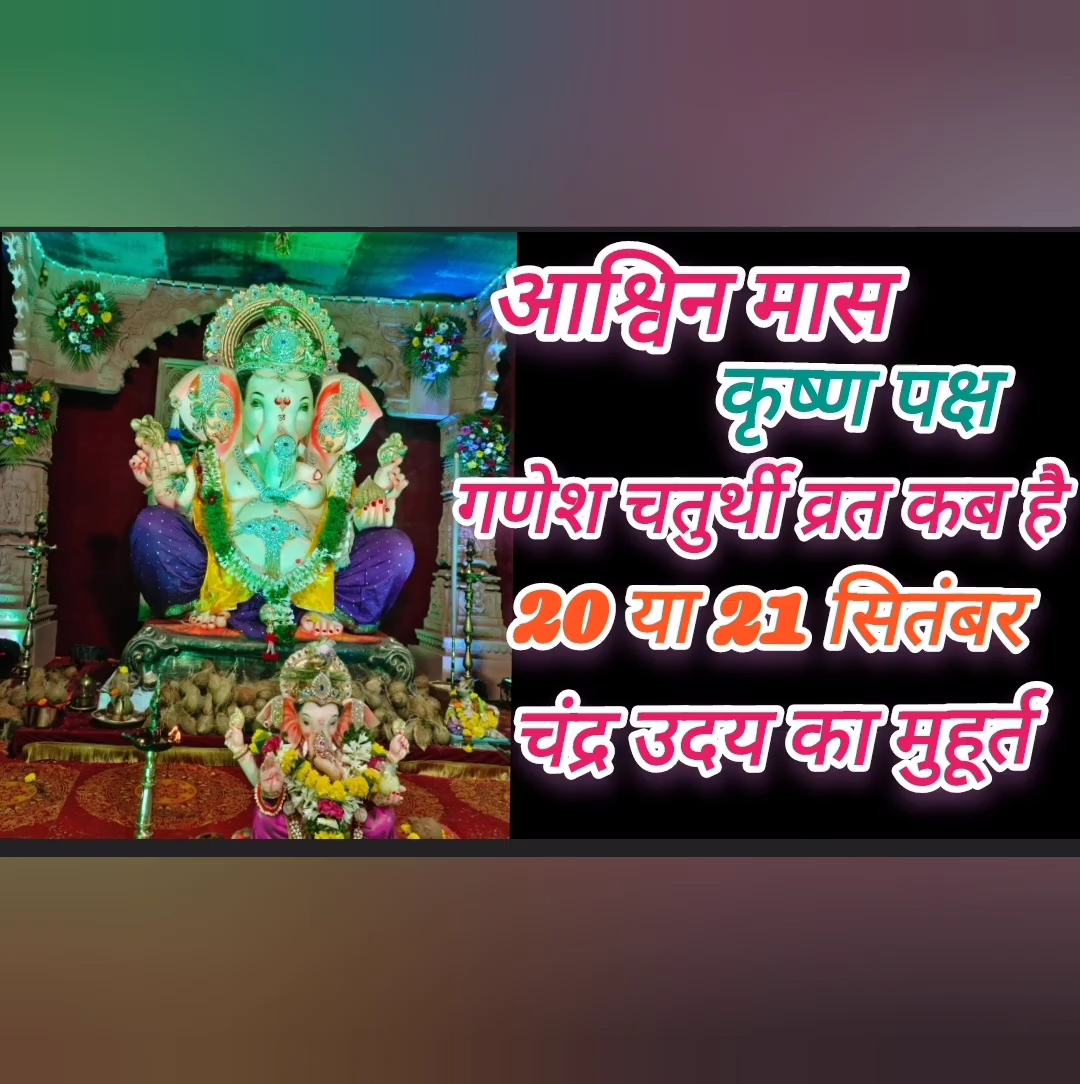 आश्विन मास
कृष्ण पक्ष
गणेश चतुर्थी व्रत कब है
20 या 21 सितंबर
चंद्र उदय का मुहूर्त